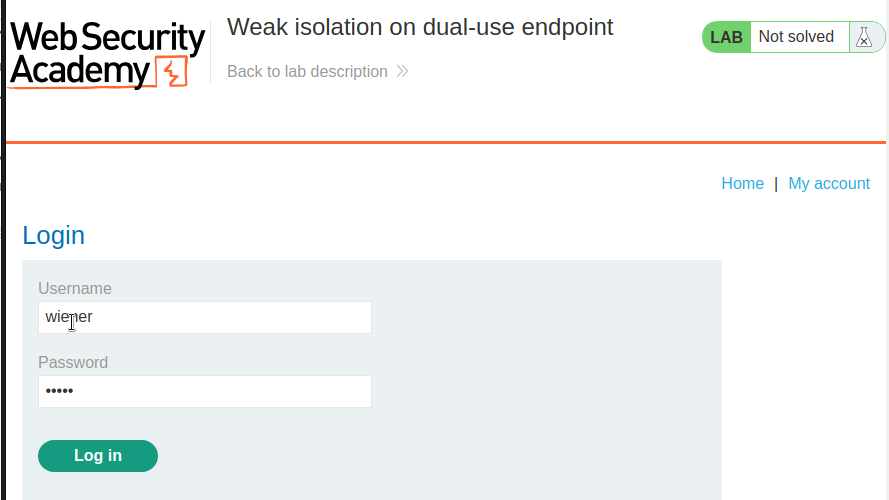 Web Security
Academy
Weak isolation on dual-use endpoint
Back to lab description
LAB Not solved
Home | My account
Login
Username
wiener
Password
•••••
Log in